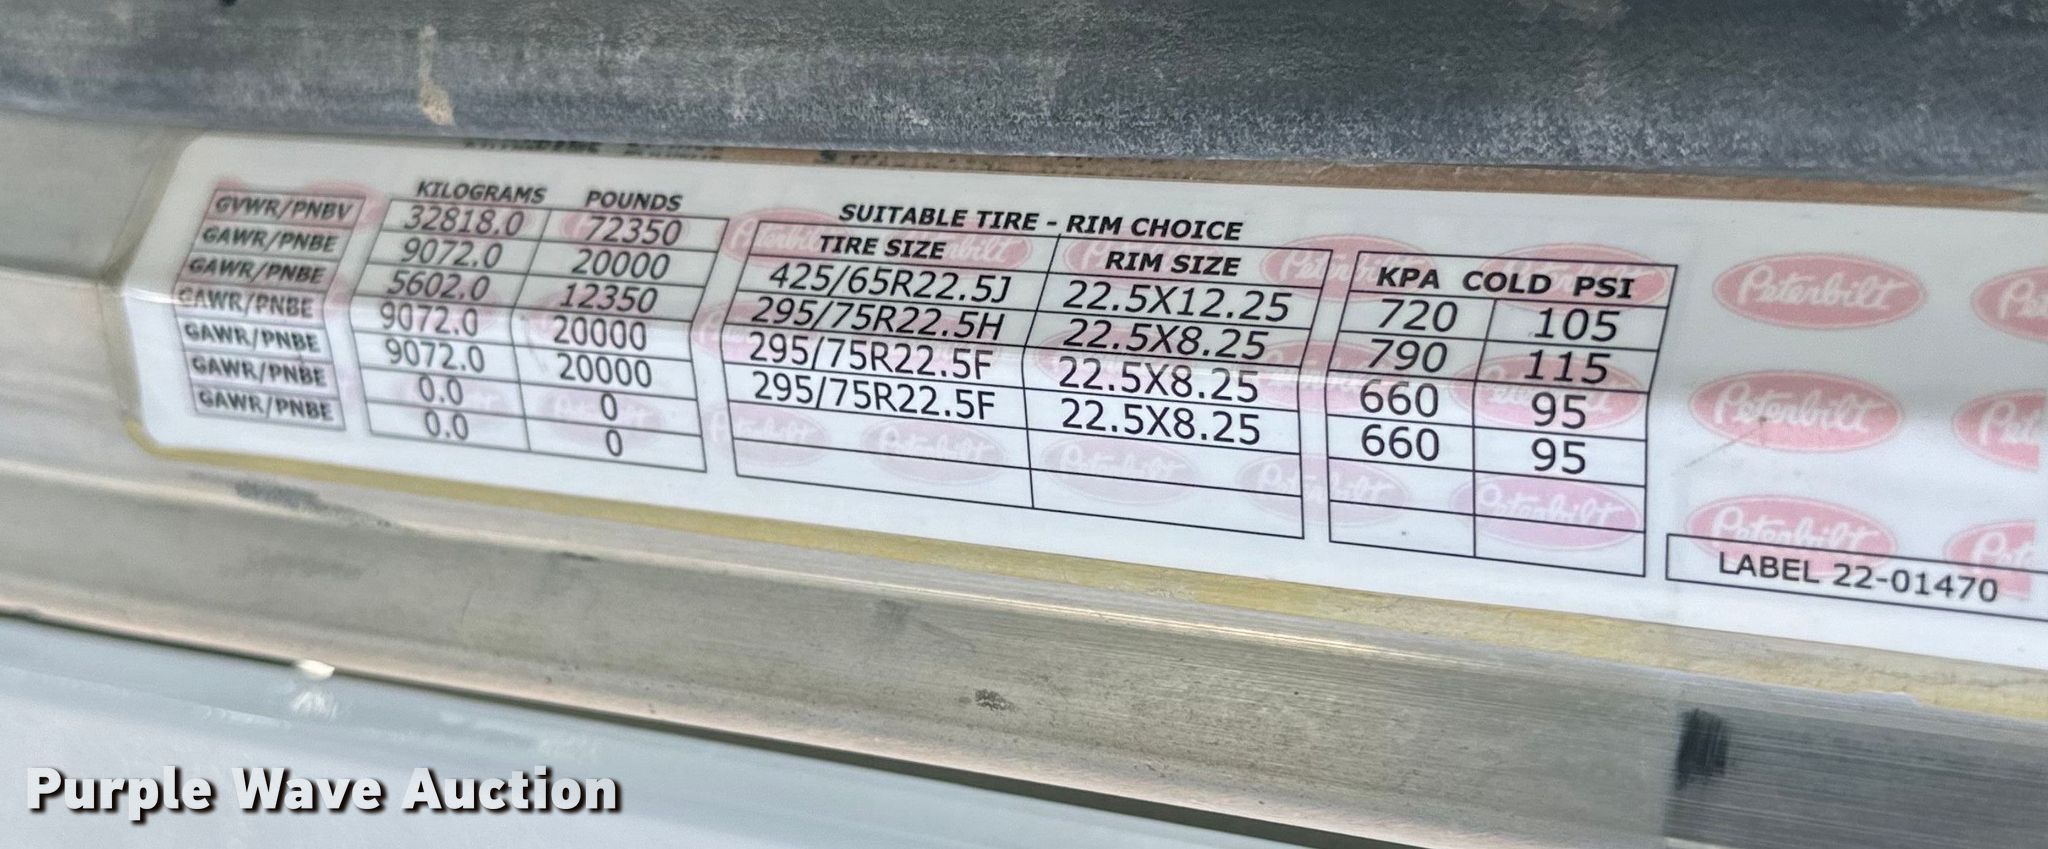 KILOGRAMS POUNDS
GVWR/PNBV 32818.0 72350
GAWR/PNBE 9072.0 20000
GAWR/PNBE 5602.0 12350
GAWR/PNBE 9072.0 20000
GAWR/PNBE 9072.0 20000
GAWR/PNBE 0.0 0
GAWR/PNBE 0.0 0
SUITABLE TIRE - RIM CHOICE
TIRE SIZE RIM SIZE KPA COLD PSI
425/65R22.5J 22.5X12.25 720 105
295/75R22.5H 22.5X8.25 790 115
295/75R22.5F 22.5X8.25 660 95
295/75R22.5F 22.5X8.25 660 95
Peterbilt
Peterbilt
Peterbilt
LABEL 22-01470
Purple Wave Auction